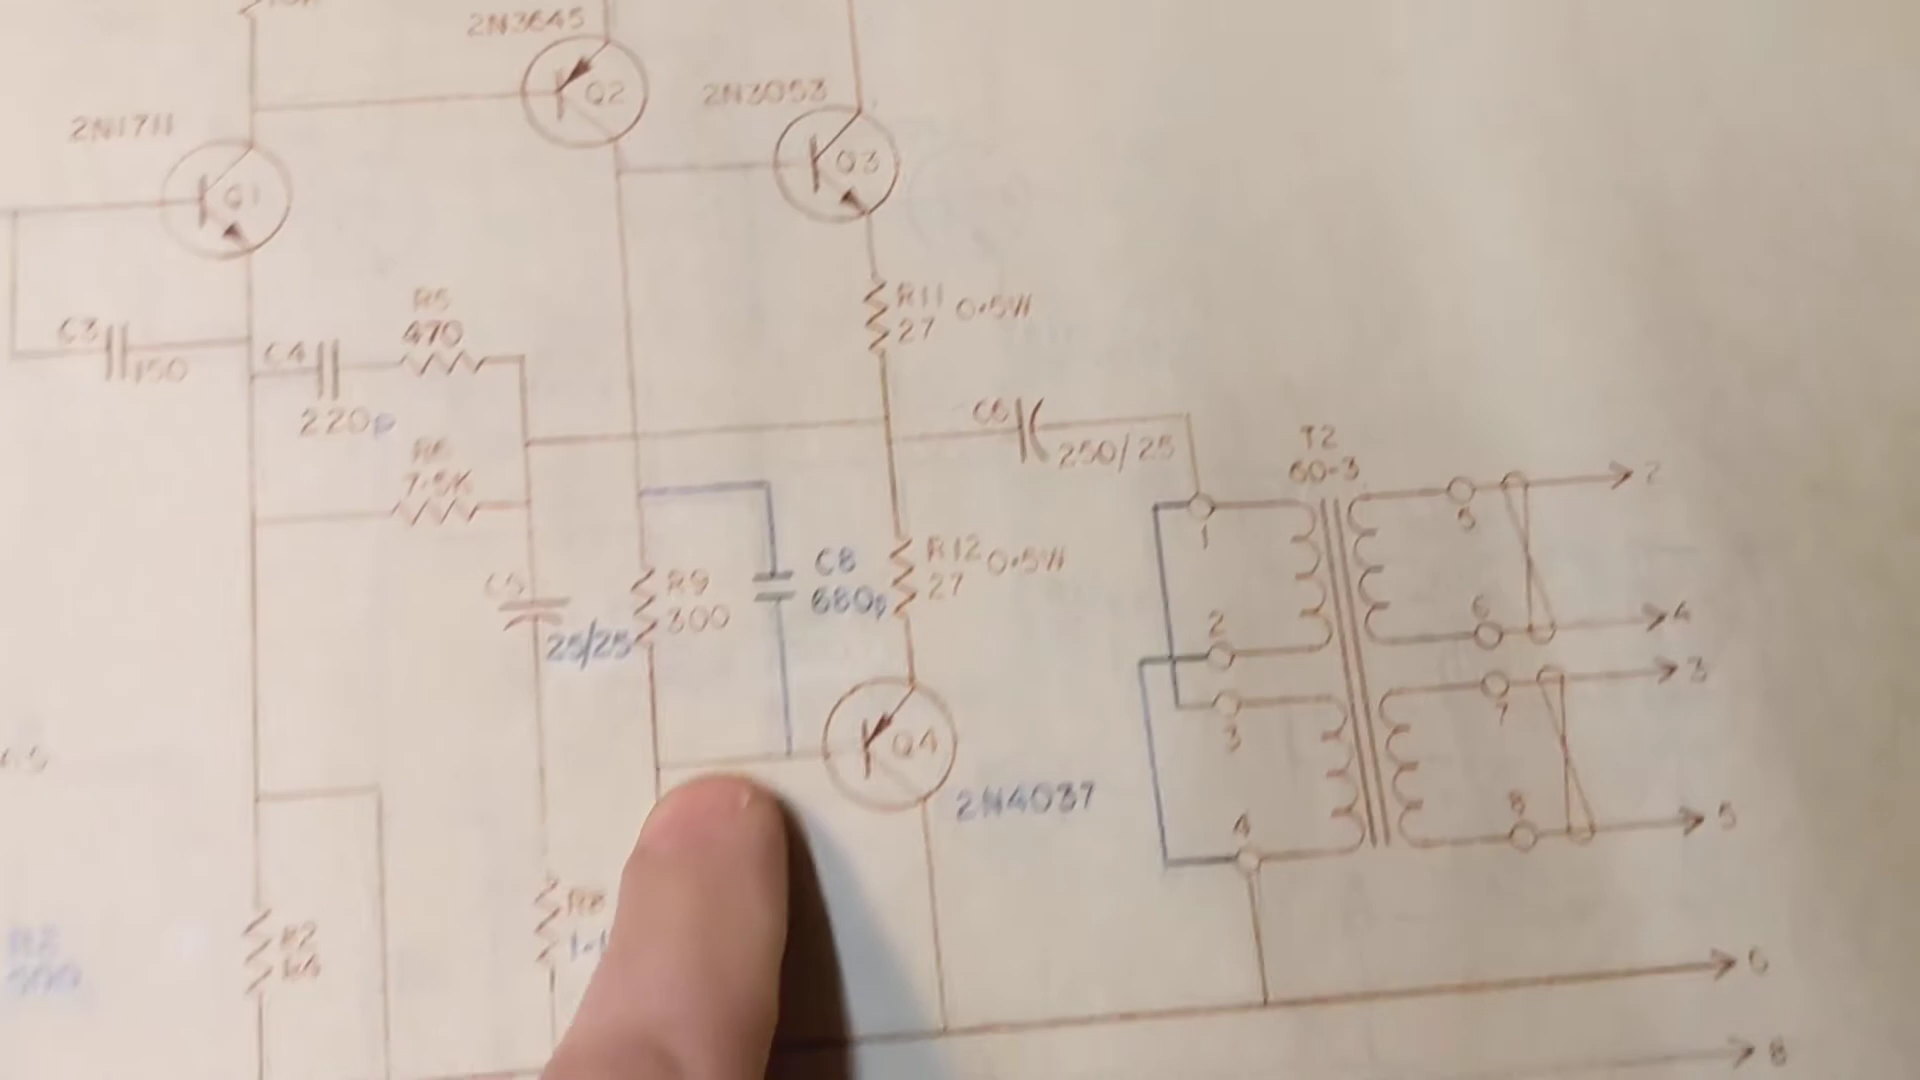 2N3645
Q2
2N3053
Q3
2N1711
Q1
R11 0.5W
27
R5
470
C3
150
C4
220p
C6
250/25
R6
7.5K
T2
60-3
1
2
3
4
5
6
7
8
2
4
3
5
6
8
C5
25/25
R9
300
C8
680p
R12 0.5W
27
Q4
2N4037
R8
R2